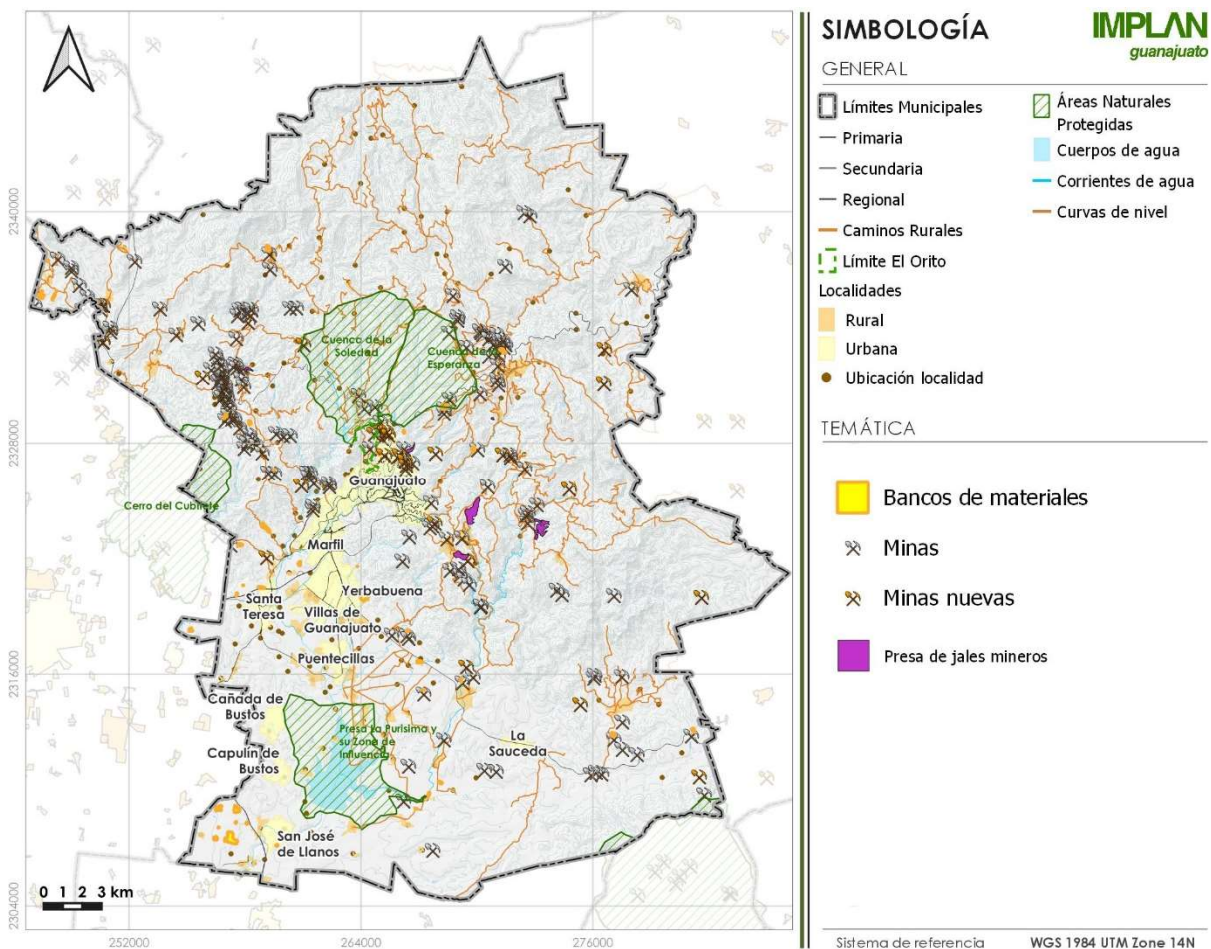 SIMBOLOGÍA
IMPLAN
guanajuato
GENERAL
Límites Municipales
Primaria
Secundaria
Regional
Caminos Rurales
Límite El Orito
Localidades
Rural
Urbana
Ubicación localidad
Áreas Naturales
Protegidas
Cuerpos de agua
Corrientes de agua
Curvas de nivel
TEMÁTICA
Bancos de materiales
Minas
Minas nuevas
Presa de jales mineros
Sistema de referencia
WGS 1984 UTM Zone 14N
2340000
2328000
2316000
2304000
252000
264000
276000
0 1 2 3 km
Cuenca de la
Soledad
Cuenca de la
Esperanza
Cerro del Cubilete
Guanajuato
Marfil
Yerbabuena
Santa
Teresa
Villas de
Guanajuato
Puentecillas
Cañada de
Bustos
Presa La Purisima y
su Zona de
Influencia
Capulín de
Bustos
La
Sauceda
San José
de Llanos